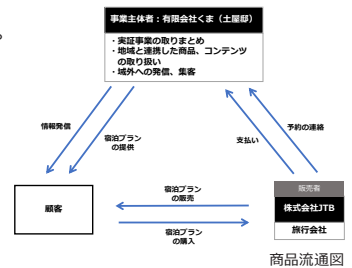 。
事業主体者：有限会社くま（土屋邸）
・実証事業の取りまとめ
・地域と連携した商品、コンテンツ
の取り扱い
・域外への発信、集客
情報発信
宿泊プラン
の提供
支払い
予約の連絡
顧客
宿泊プラン
の販売
宿泊プラン
の購入
販売者
株式会社JTB
旅行会社
商品流通図